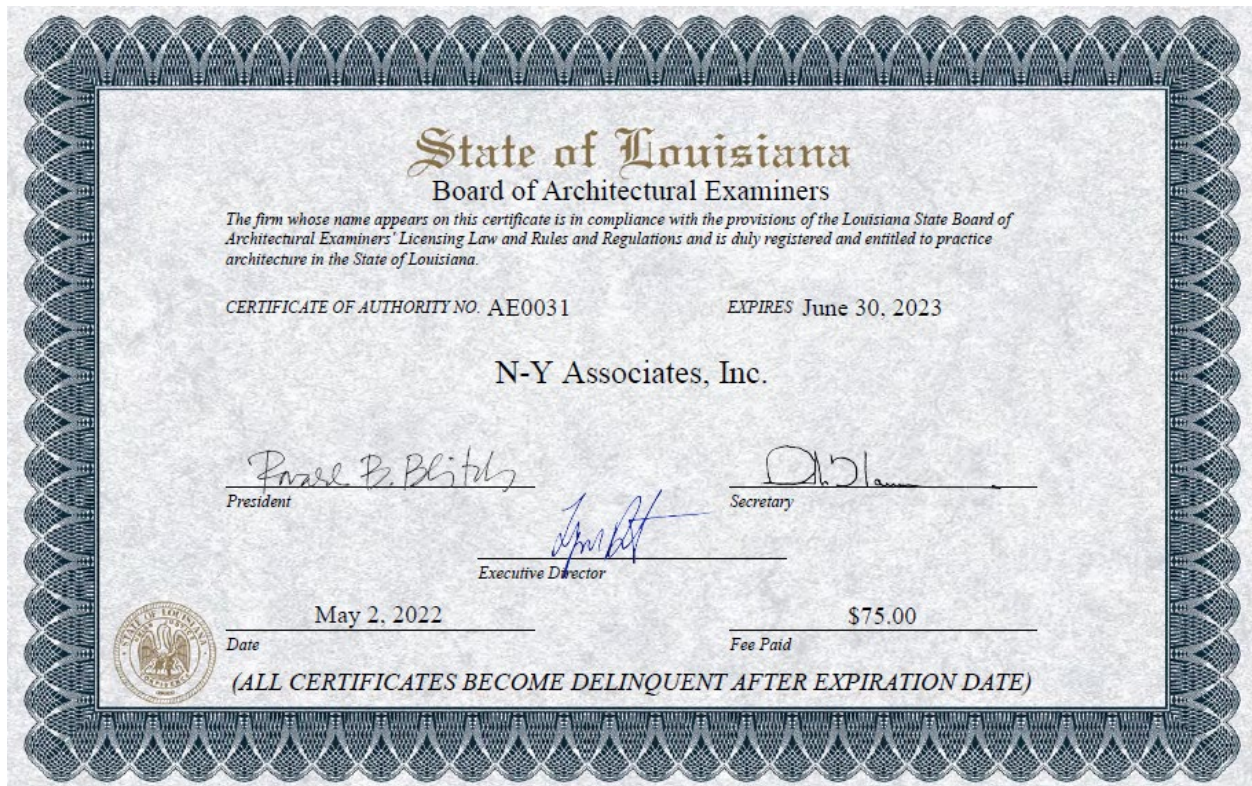 State of Louisiana
Board of Architectural Examiners
The firm whose name appears on this certificate is in compliance with the provisions of the Louisiana State Board of
Architectural Examiners' Licensing Law and Rules and Regulations and is duly registered and entitled to practice
architecture in the State of Louisiana.
CERTIFICATE OF AUTHORITY NO. AE0031 EXPIRES June 30, 2023
N-Y Associates, Inc.
B. Blitch
President Secretary
Executive Director
May 2, 2022 $75.00
Date Fee Paid
STATE OF LOUISIANA
(ALL CERTIFICATES BECOME DELINQUENT AFTER EXPIRATION DATE)